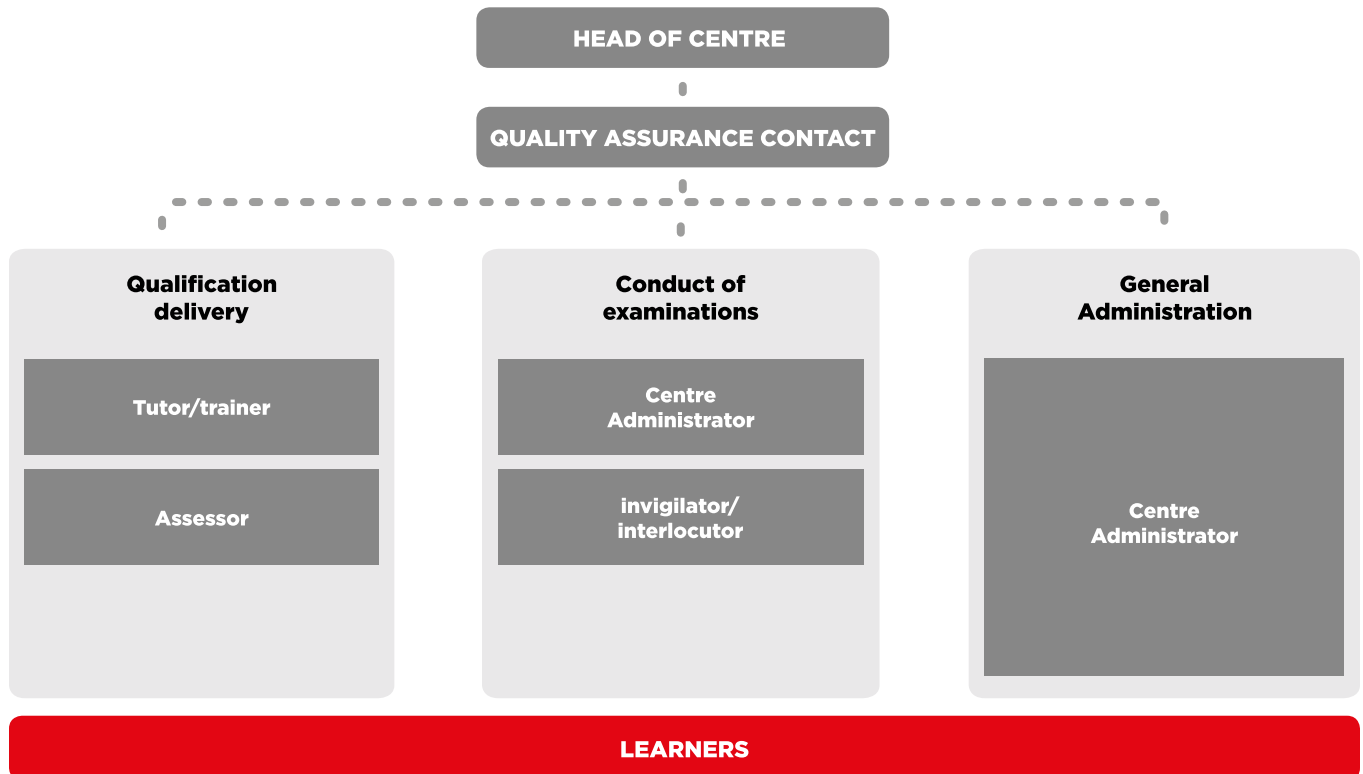 HEAD OF CENTRE
QUALITY ASSURANCE CONTACT
Qualification
delivery
Tutor/trainer
Assessor
Conduct of
examinations
Centre
Administrator
invigilator/
interlocutor
General
Administration
Centre
Administrator
LEARNERS